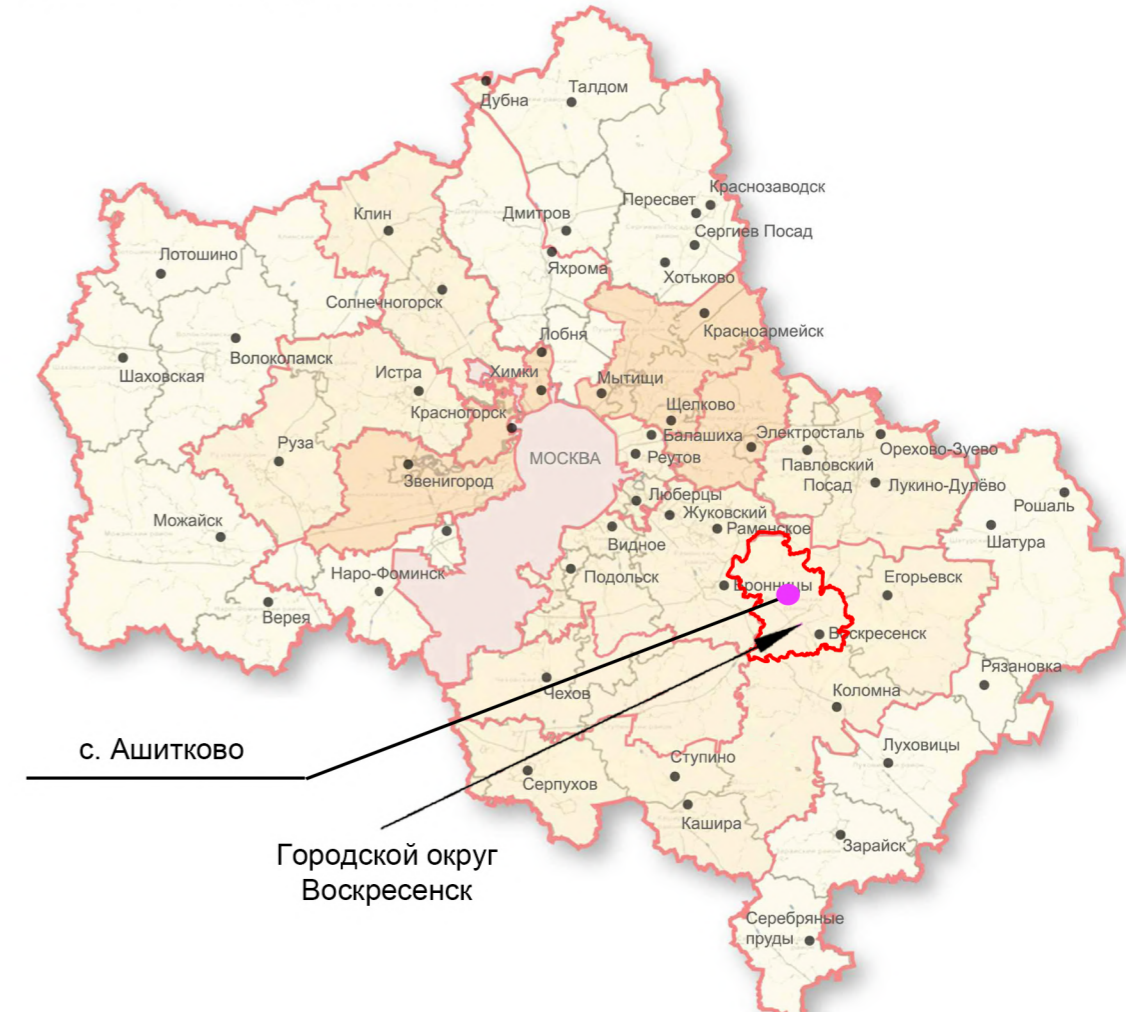 Талдом
Дубна
Краснозаводск
Пересвет
Дмитров
Клин
Сергиев Посад
Лотошино
Яхрома
Хотьково
Солнечногорск
Красноармейск
Лобня
Волоколамск
Шаховская
Истра
Химки
Мытищи
Красногорск
Щелково
Электросталь
Балашиха
Руза
Орехово-Зуево
МОСКВА
Реутов
Павловский
Посад
Звенигород
Ликино-Дулёво
Люберцы
Рошаль
Жуковский
Можайск
Раменское
Шатура
Видное
Наро-Фоминск
Подольск
Егорьевск
Бронницы
Верея
Воскресенск
Рязановка
Чехов
Коломна
с. Ашитково
Луховицы
Ступино
Серпухов
Кашира
Зарайск
Городской округ
Воскресенск
Серебряные
пруды